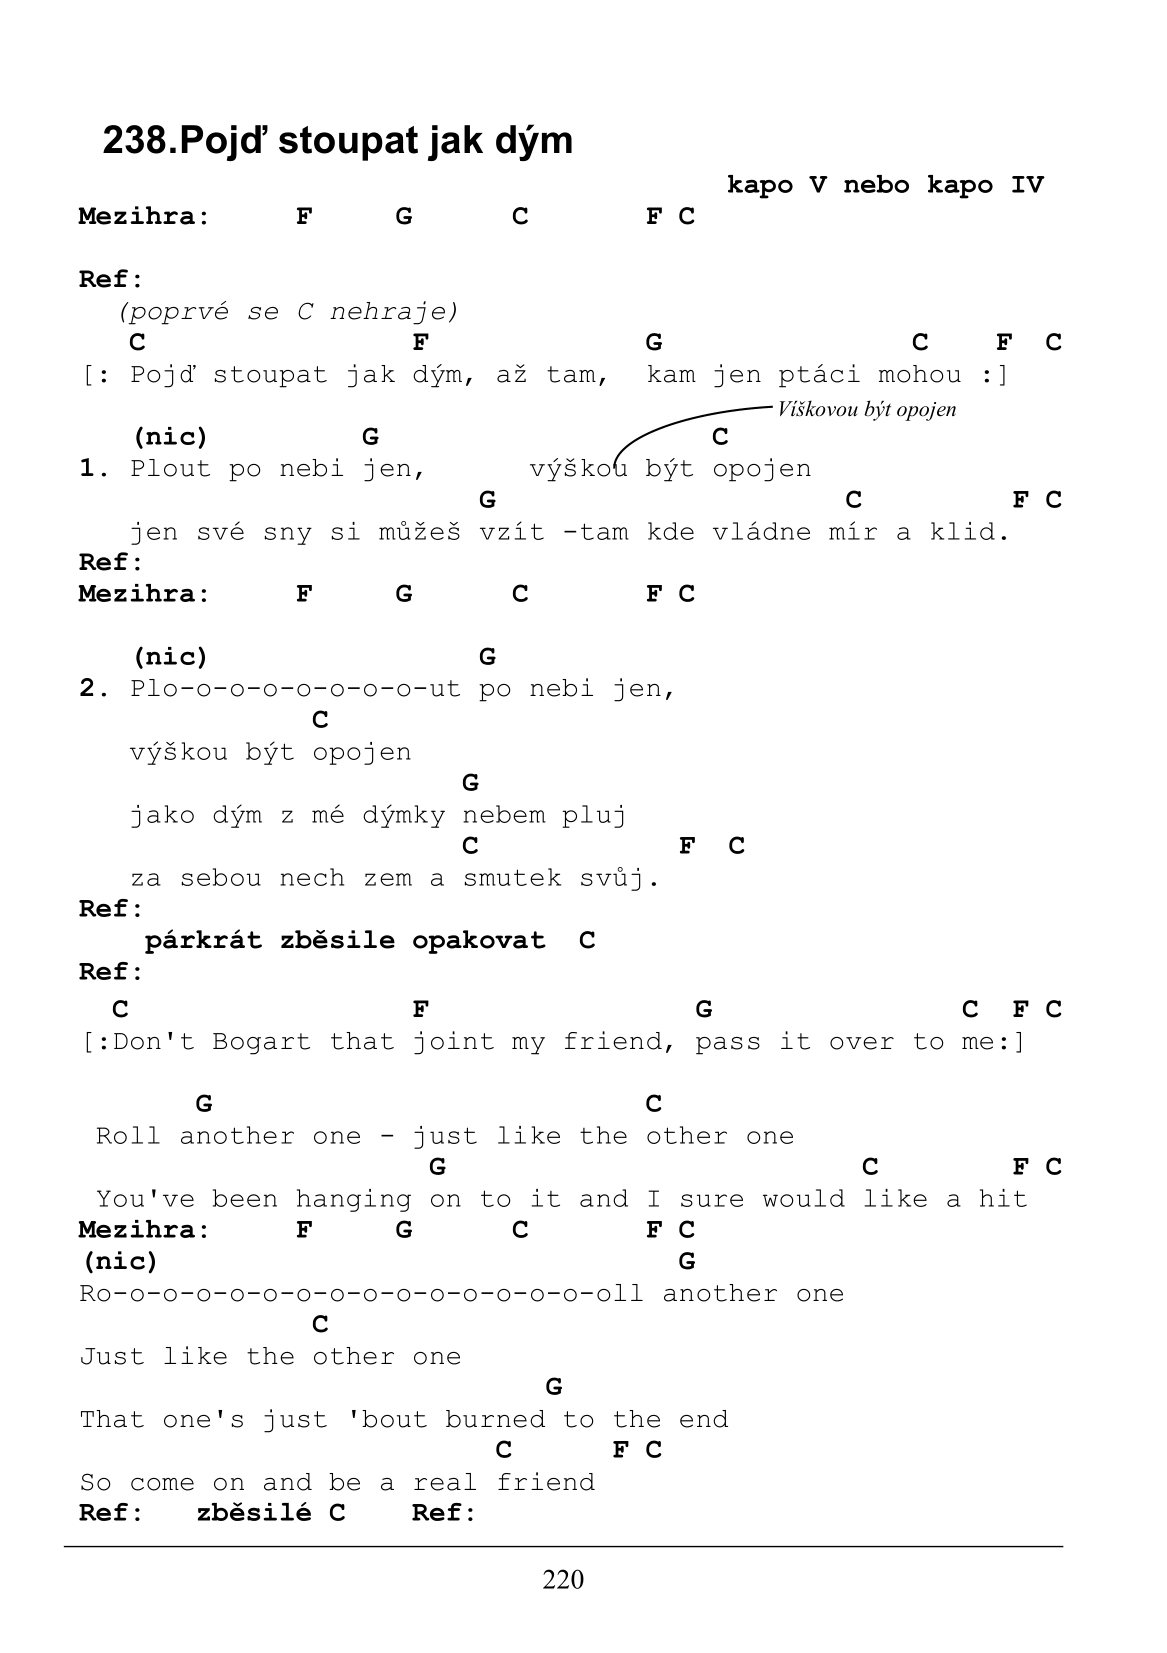 238.Pojď stoupat jak dým
kapo V nebo kapo IV
Mezihra: F G C F C
Ref:
(poprvé se C nehraje)
C F G C F C
[: Pojď stoupat jak dým, až tam, kam jen ptáci mohou :]
Víškovou být opojen
(nic) G C
1. Plout po nebi jen, výškou být opojen
G C F C
jen své sny si můžeš vzít -tam kde vládne mír a klid.
Ref:
Mezihra: F G C F C
(nic) G
2. Plo-o-o-o-o-o-o-o-ut po nebi jen,
C
výškou být opojen
G
jako dým z mé dýmky nebem pluj
C F C
za sebou nech zem a smutek svůj.
Ref:
párkrát zběsile opakovat C
Ref:
C F G C F C
[:Don't Bogart that joint my friend, pass it over to me:]
G C
Roll another one - just like the other one
G C F C
You've been hanging on to it and I sure would like a hit
Mezihra: F G C F C
(nic) G
Ro-o-o-o-o-o-o-o-o-o-o-o-o-o-o-oll another one
C
Just like the other one
G
That one's just 'bout burned to the end
C F C
So come on and be a real friend
Ref: zběsilé C Ref:
220